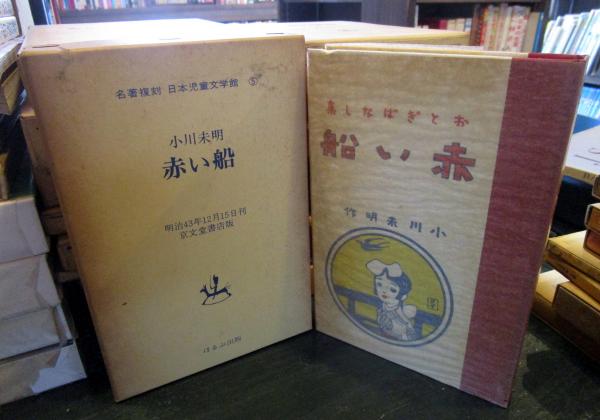 名著複刻 日本児童文学館 ⑤
小川未明
赤い船
明治43年12月15日刊
京文堂書店版
ほるぷ出版
集しなばぎとお
船い赤
作明未川小